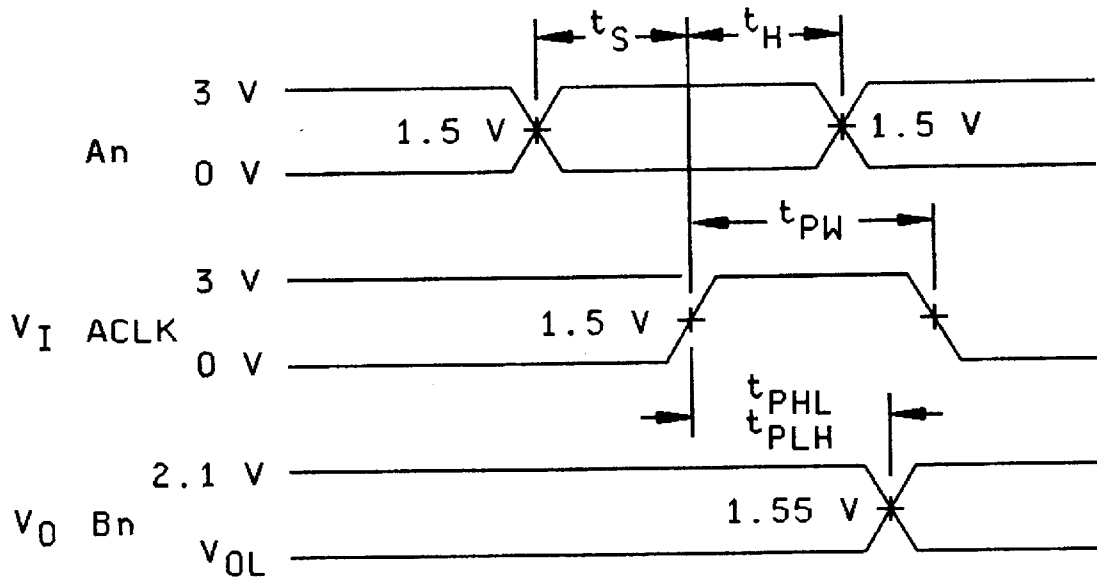 tS tH
3 V
An 1.5 V 1.5 V
0 V
tPW
3 V
VI ACLK 1.5 V
0 V
tPHL
tPLH
2.1 V
VO Bn 1.55 V
VOL